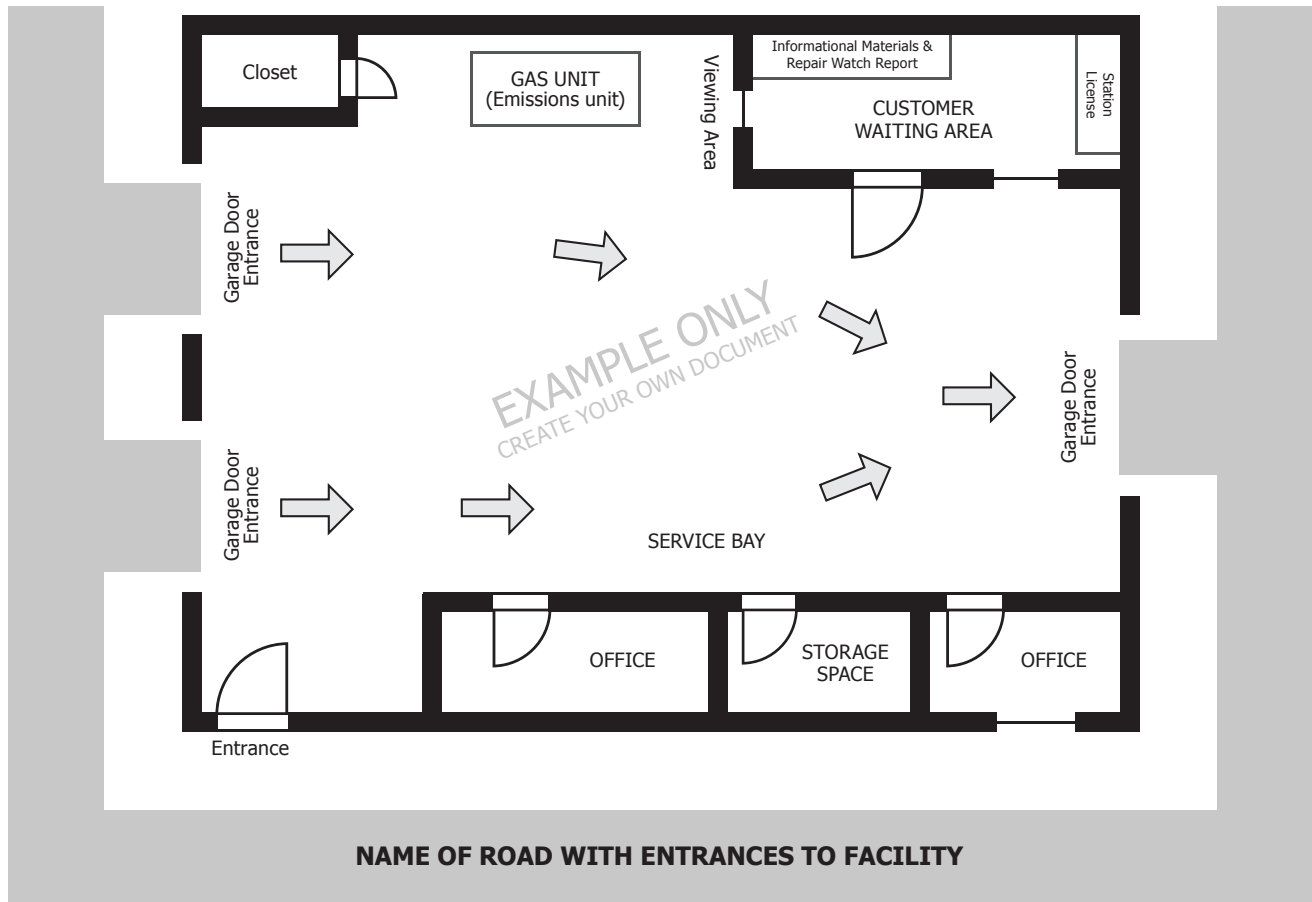 Closet
GAS UNIT
(Emissions unit)
Viewing Area
Informational Materials &
Repair Watch Report
CUSTOMER
WAITING AREA
Station
License
Garage Door
Entrance
EXAMPLE ONLY
CREATE YOUR OWN DOCUMENT
Garage Door
Entrance
Garage Door
Entrance
SERVICE BAY
OFFICE
STORAGE
SPACE
OFFICE
Entrance
NAME OF ROAD WITH ENTRANCES TO FACILITY